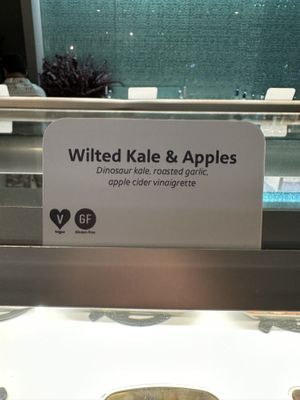 Wilted Kale & Apples
Dinosaur kale, roasted garlic,
apple cider vinaigrette
V GF
Vegan Gluten-Free